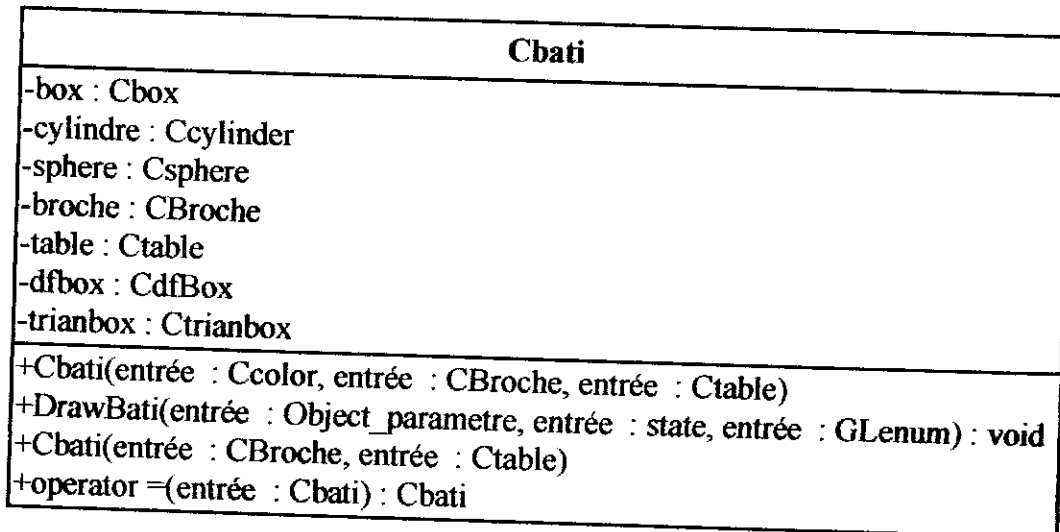 Cbati
-box : Cbox
-cylindre : Ccylinder
-sphere : Csphere
-broche : CBroche
-table : Ctable
-dfbox : CdfBox
-trianbox : Ctrianbox
+Cbati(entrée : Ccolor, entrée : CBroche, entrée : Ctable)
+DrawBati(entrée : Object_parametre, entrée : state, entrée : GLenum) : void
+Cbati(entrée : CBroche, entrée : Ctable)
+operator =(entrée : Cbati) : Cbati